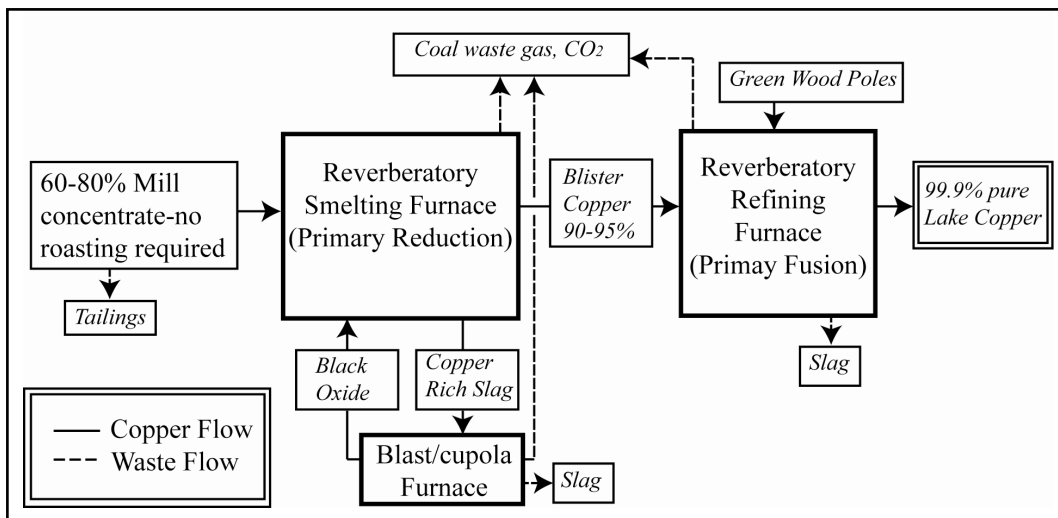 Coal waste gas, CO2
Green Wood Poles
60-80% Mill
concentrate-no
roasting required
Reverberatory
Smelting Furnace
(Primary Reduction)
Blister
Copper
90-95%
Reverberatory
Refining
Furnace
(Primay Fusion)
99.9% pure
Lake Copper
Tailings
Black
Oxide
Copper
Rich Slag
Slag
Blast/cupola
Furnace
Slag
Copper Flow
Waste Flow